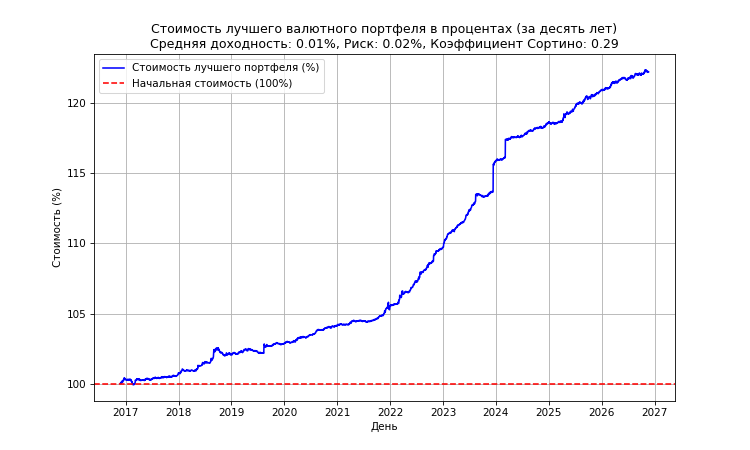 Стоимость лучшего валютного портфеля в процентах (за десять лет)
Средняя доходность: 0.01%, Риск: 0.02%, Коэффициент Сортино: 0.29
Стоимость лучшего портфеля (%)
Начальная стоимость (100%)
Стоимость (%)
120
115
110
105
100
2017 2018 2019 2020 2021 2022 2023 2024 2025 2026 2027
День